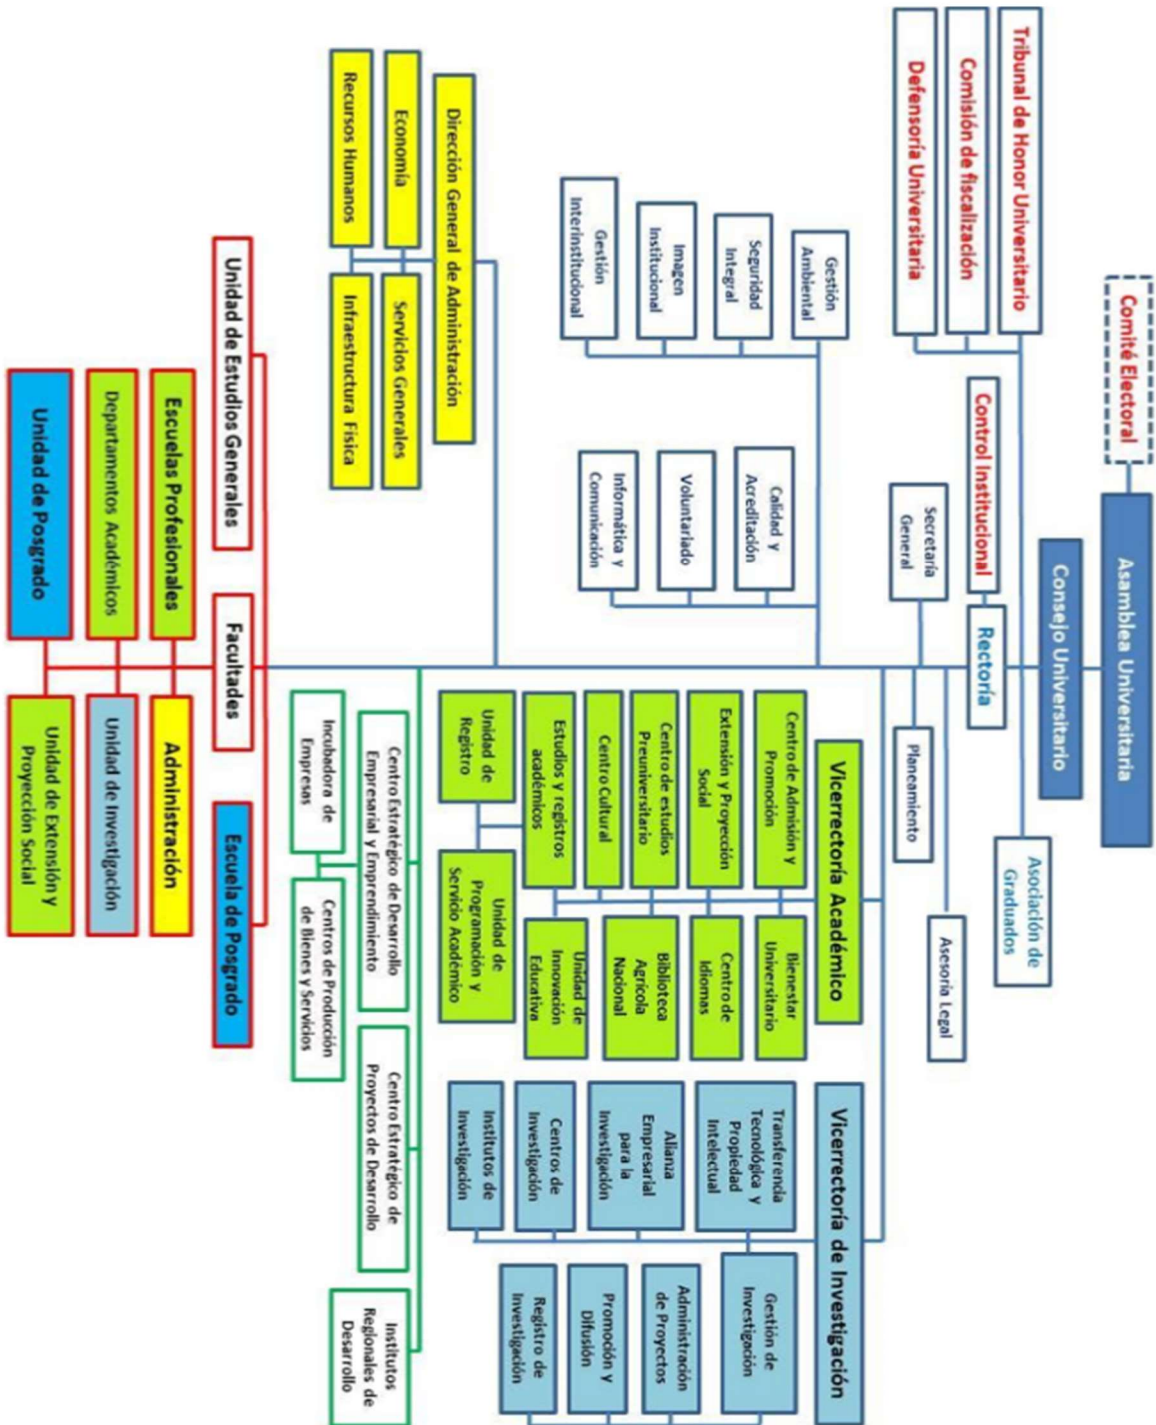 Comité Electoral
Asamblea Universitaria
Consejo Universitario
Tribunal de Honor Universitario
Comisión de fiscalización
Defensoría Universitaria
Asociación de
Graduados
Control Institucional
Rectoría
Secretaría
General
Asesoría Legal
Planeamiento
Gestión
Ambiental
Seguridad
Integral
Imagen
Institucional
Gestión
Interinstitucional
Calidad y
Acreditación
Voluntariado
Informática y
Comunicación
Vicerrectoría Académico
Centro de Admisión y
Promoción
Bienestar
Universitario
Extensión y Proyección
Social
Centro de
Idiomas
Centro de estudios
Preuniversitario
Biblioteca
Agrícola
Nacional
Centro Cultural
Estudios y registros
académicos
Unidad de
Innovación
Educativa
Unidad de
Registro
Unidad de
Programación y
Servicio Académico
Vicerrectoría de Investigación
Transferencia
Tecnológica y
Propiedad
Intelectual
Gestión de
Investigación
Alianza
Empresarial
para la
Investigación
Administración
de Proyectos
Centros de
Investigación
Promoción y
Difusión
Institutos de
Investigación
Registro de
Investigación
Dirección General de Administración
Economía
Servicios Generales
Recursos Humanos
Infraestructura Física
Centro Estratégico de Desarrollo
Empresarial y Emprendimiento
Centro Estratégico de
Proyectos de Desarrollo
Institutos
Regionales de
Desarrollo
Incubadora de
Empresas
Centros de Producción
de Bienes y Servicios
Unidad de Estudios Generales
Facultades
Escuela de Posgrado
Escuelas Profesionales
Administración
Departamentos Académicos
Unidad de Investigación
Unidad de Posgrado
Unidad de Extensión y
Proyección Social